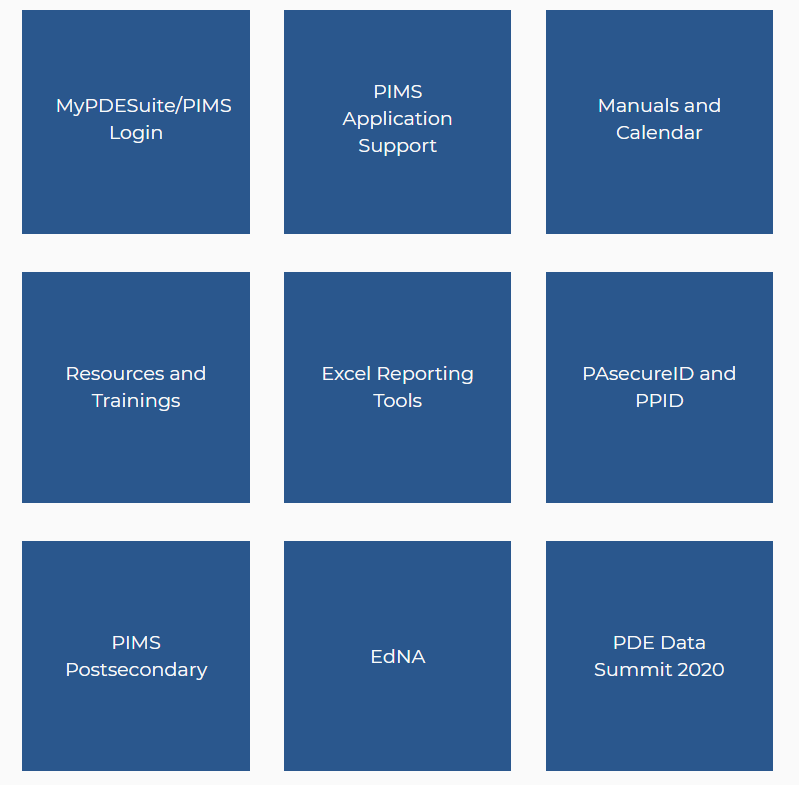 MyPDESuite/PIMS
Login
PIMS
Application
Support
Manuals and
Calendar
Resources and
Trainings
Excel Reporting
Tools
PAsecureID and
PPID
PIMS
Postsecondary
EdNA
PDE Data
Summit 2020